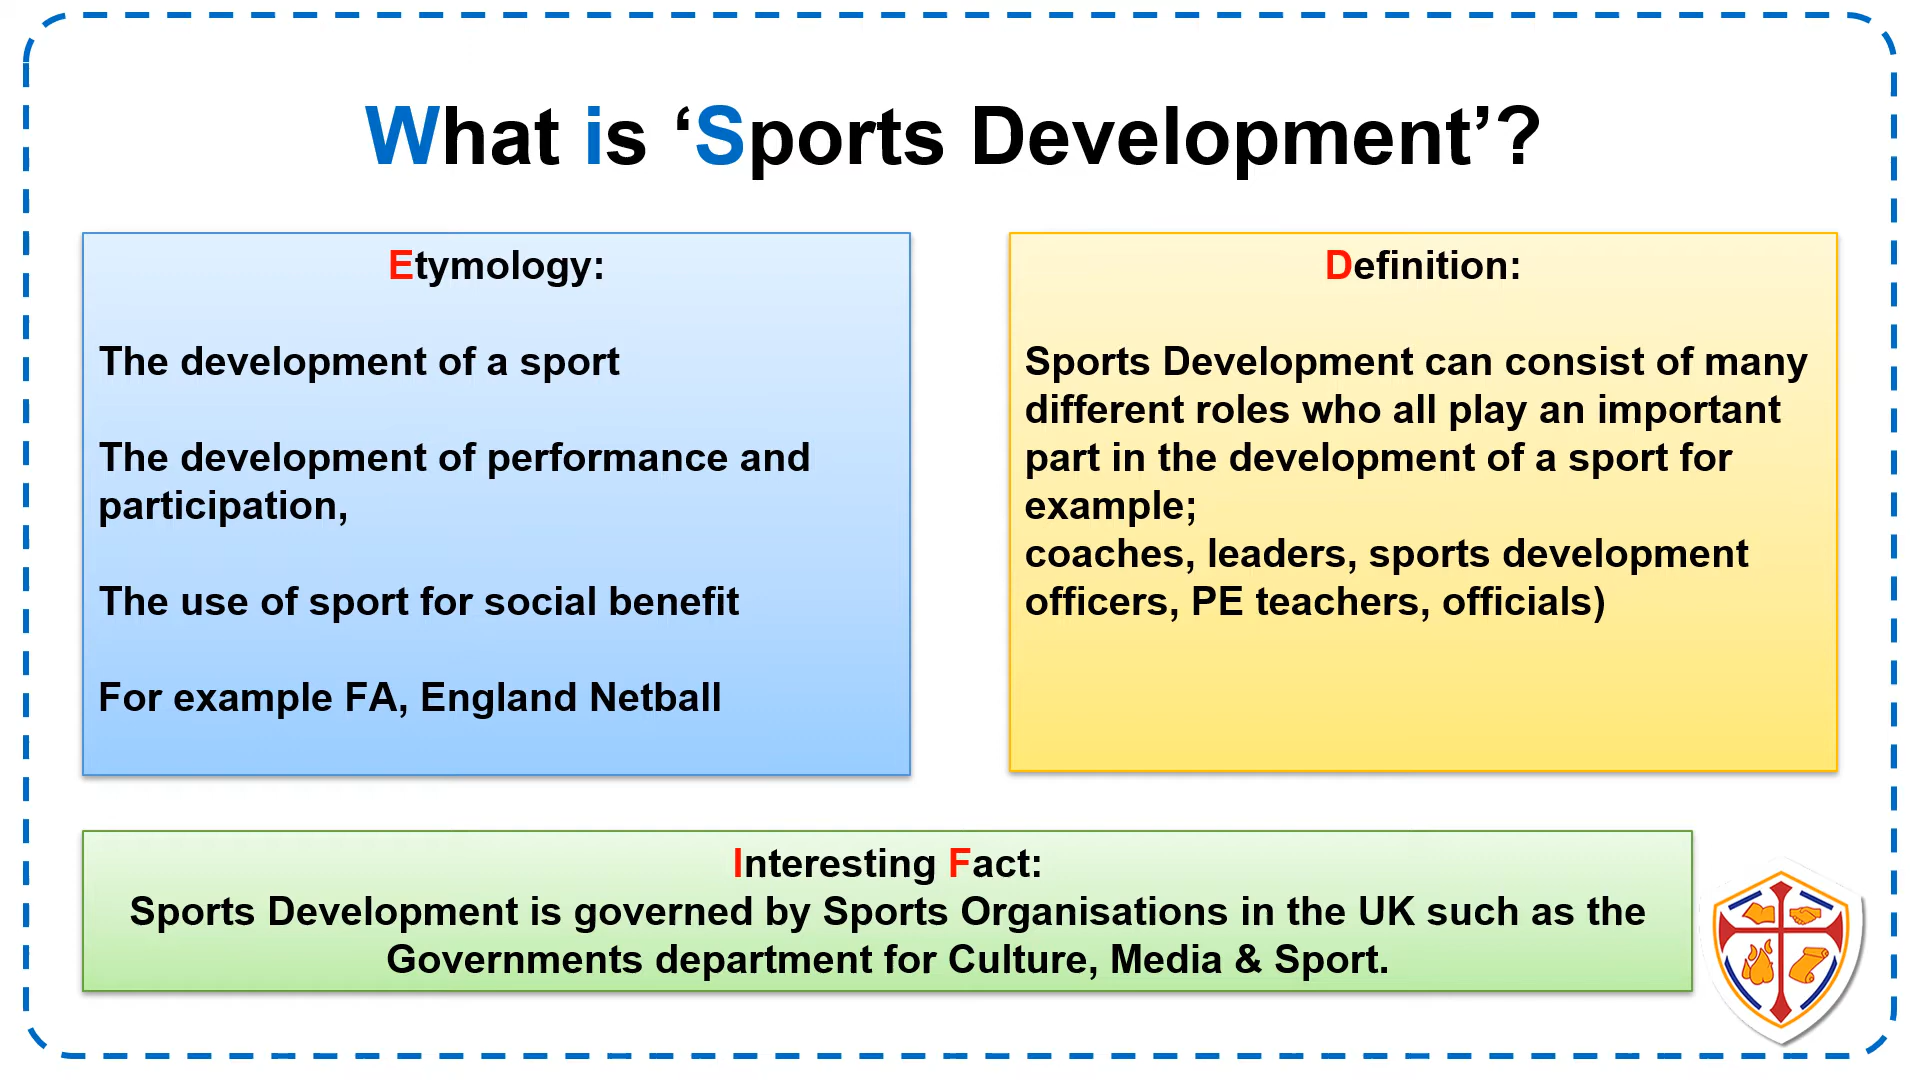 What is ‘Sports Development’?
Etymology:
The development of a sport
The development of performance and
participation,
The use of sport for social benefit
For example FA, England Netball
Definition:
Sports Development can consist of many
different roles who all play an important
part in the development of a sport for
example;
coaches, leaders, sports development
officers, PE teachers, officials)
Interesting Fact:
Sports Development is governed by Sports Organisations in the UK such as the
Governments department for Culture, Media & Sport.